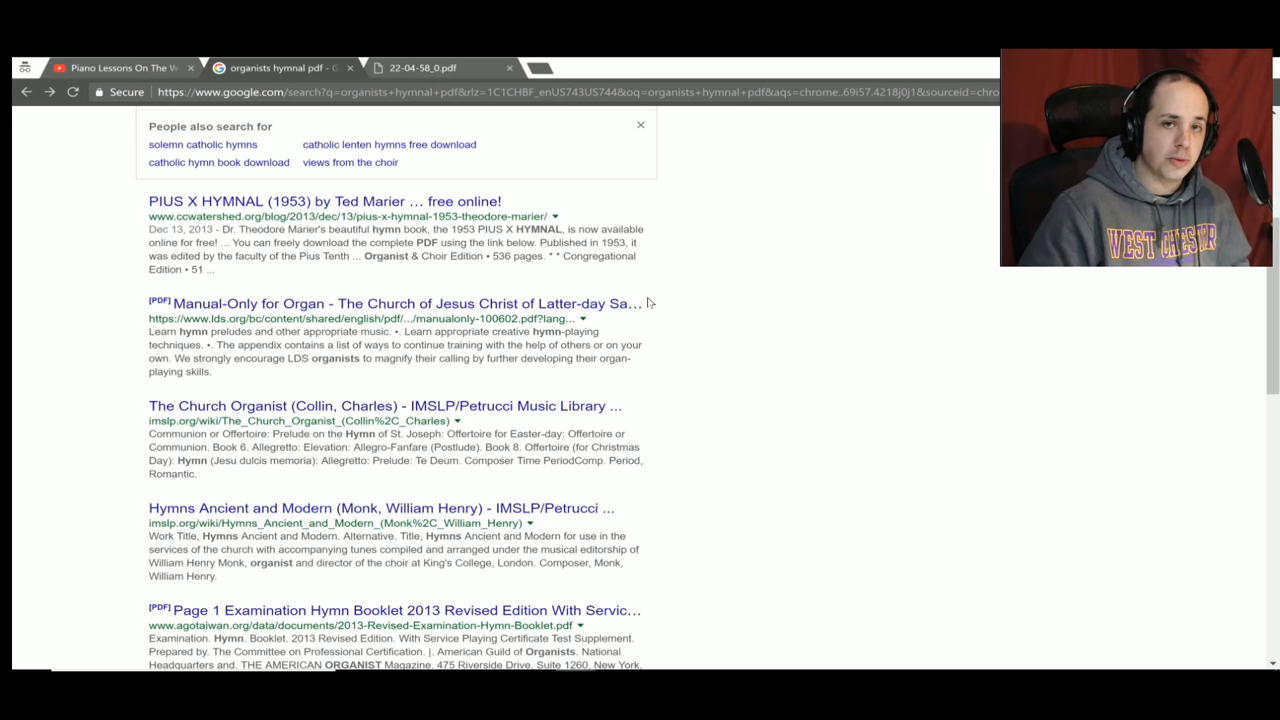 Piano Lessons On The W
organists hymnal pdf - G
22-04-58_0.pdf
Secure
https://www.google.com/search?q=organists+hymnal+pdf&rlz=1C1CHBF_enUS743US744&oq=organists+hymnal+pdf&aqs=chrome..69i57.4218j0j1&sourceid=chro
People also search for
solemn catholic hymns
catholic lenten hymns free download
catholic hymn book download
views from the choir
PIUS X HYMNAL (1953) by Ted Marier … free online!
www.ccwatershed.org/blog/2013/dec/13/pius-x-hymnal-1953-theodore-marier/
Dec 13, 2013 - Dr. Theodore Marier's beautiful hymn book, the 1953 PIUS X HYMNAL, is now available
online for free! ... You can freely download the complete PDF using the link below. Published in 1953, it
was edited by the faculty of the Pius Tenth ... Organist & Choir Edition • 536 pages. * * Congregational
Edition • 51 ...
[PDF] Manual-Only for Organ - The Church of Jesus Christ of Latter-day Sa…
https://www.lds.org/bc/content/shared/english/pdf/.../manualonly-100602.pdf?lang...
Learn hymn preludes and other appropriate music. •. Learn appropriate creative hymn-playing
techniques. •. The appendix contains a list of ways to continue training with the help of others or on your
own. We strongly encourage LDS organists to magnify their calling by further developing their organ-
playing skills.
The Church Organist (Collin, Charles) - IMSLP/Petrucci Music Library ...
imslp.org/wiki/The_Church_Organist_(Collin%2C_Charles)
Communion or Offertoire: Prelude on the Hymn of St. Joseph: Offertoire for Easter-day: Offertoire or
Communion. Book 6. Allegretto: Elevation: Allegro-Fanfare (Postlude). Book 8. Offertoire (for Christmas
Day): Hymn (Jesu dulcis memoria): Allegretto: Prelude: Te Deum. Composer Time PeriodComp. Period,
Romantic.
Hymns Ancient and Modern (Monk, William Henry) - IMSLP/Petrucci ...
imslp.org/wiki/Hymns_Ancient_and_Modern_(Monk%2C_William_Henry)
Work Title, Hymns Ancient and Modern. Alternative. Title, Hymns Ancient and Modern for use in the
services of the church with accompanying tunes compiled and arranged under the musical editorship of
William Henry Monk, organist and director of the choir at King's College, London. Composer, Monk,
William Henry.
[PDF] Page 1 Examination Hymn Booklet 2013 Revised Edition With Servic…
www.agotaiwan.org/data/documents/2013-Revised-Examination-Hymn-Booklet.pdf
Examination. Hymn. Booklet. 2013 Revised Edition. With Service Playing Certificate Test Supplement.
Prepared by. The Committee on Professional Certification. |. American Guild of Organists. National
Headquarters and. THE AMERICAN ORGANIST Magazine. 475 Riverside Drive, Suite 1260, New York,
WEST CHESTER